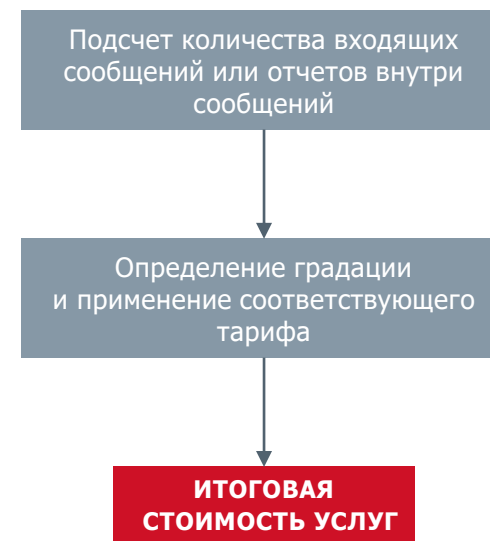 Подсчет количества входящих
сообщений или отчетов внутри
сообщений
Определение градации
и применение соответствующего
тарифа
ИТОГОВАЯ
СТОИМОСТЬ УСЛУГ